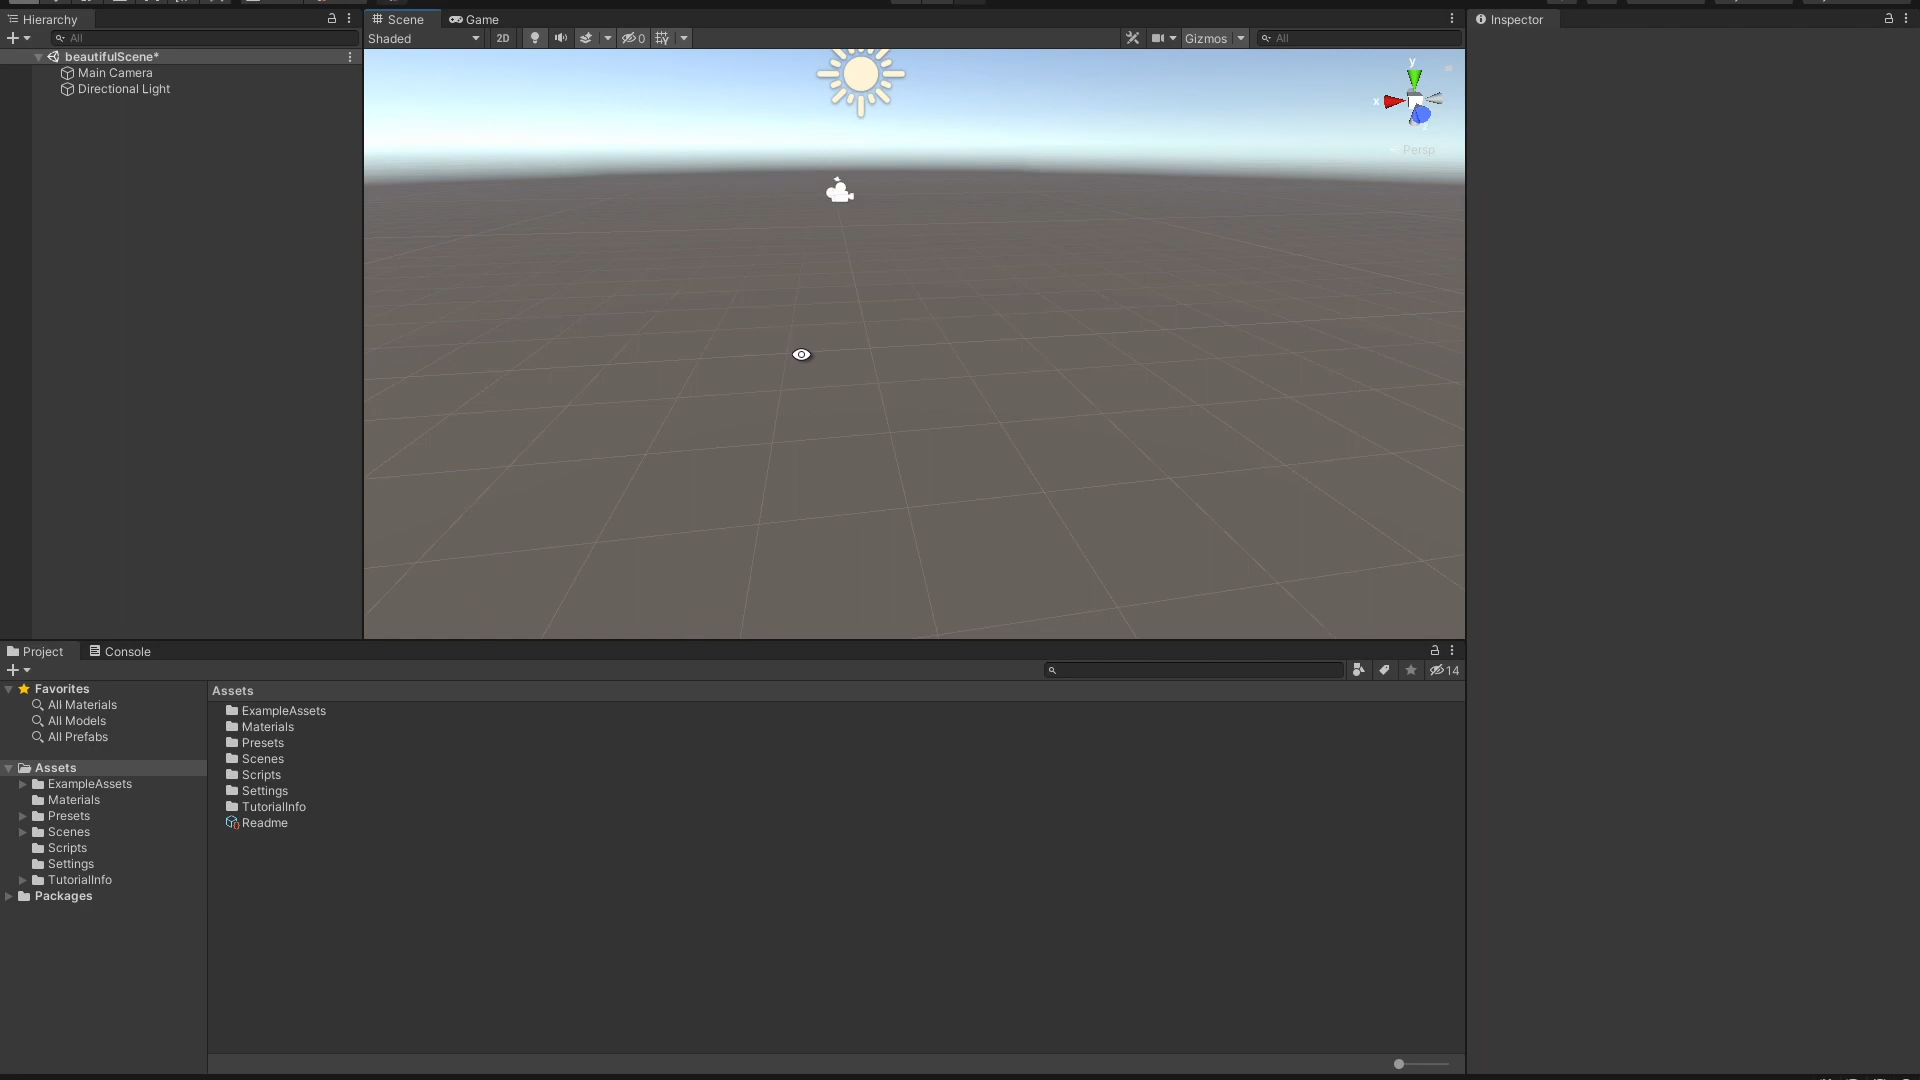 Hierarchy
All
beautifulScene*
Main Camera
Directional Light
Scene
Game
Shaded
2D
0
Gizmos
All
y
x
Persp
Inspector
Project
Console
14
Favorites
All Materials
All Models
All Prefabs
Assets
ExampleAssets
Materials
Presets
Scenes
Scripts
Settings
TutorialInfo
Packages
Assets
ExampleAssets
Materials
Presets
Scenes
Scripts
Settings
TutorialInfo
Readme